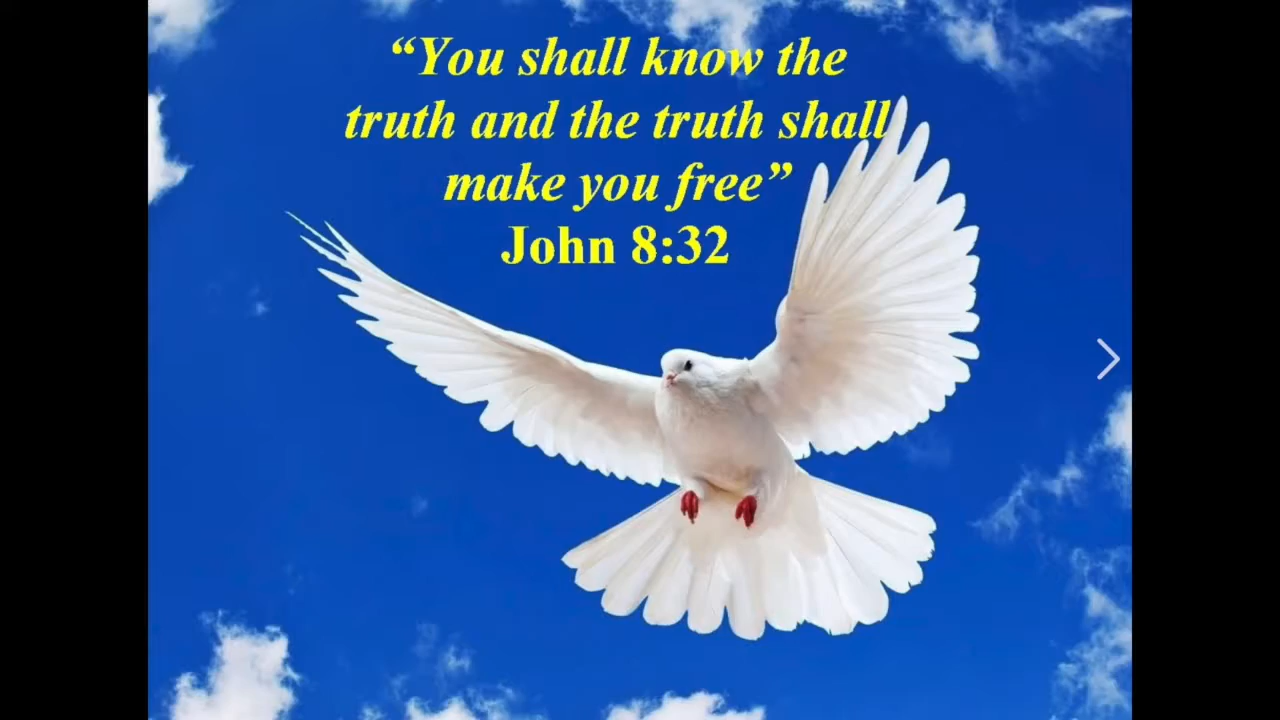 “You shall know the
truth and the truth shall
make you free”
John 8:32